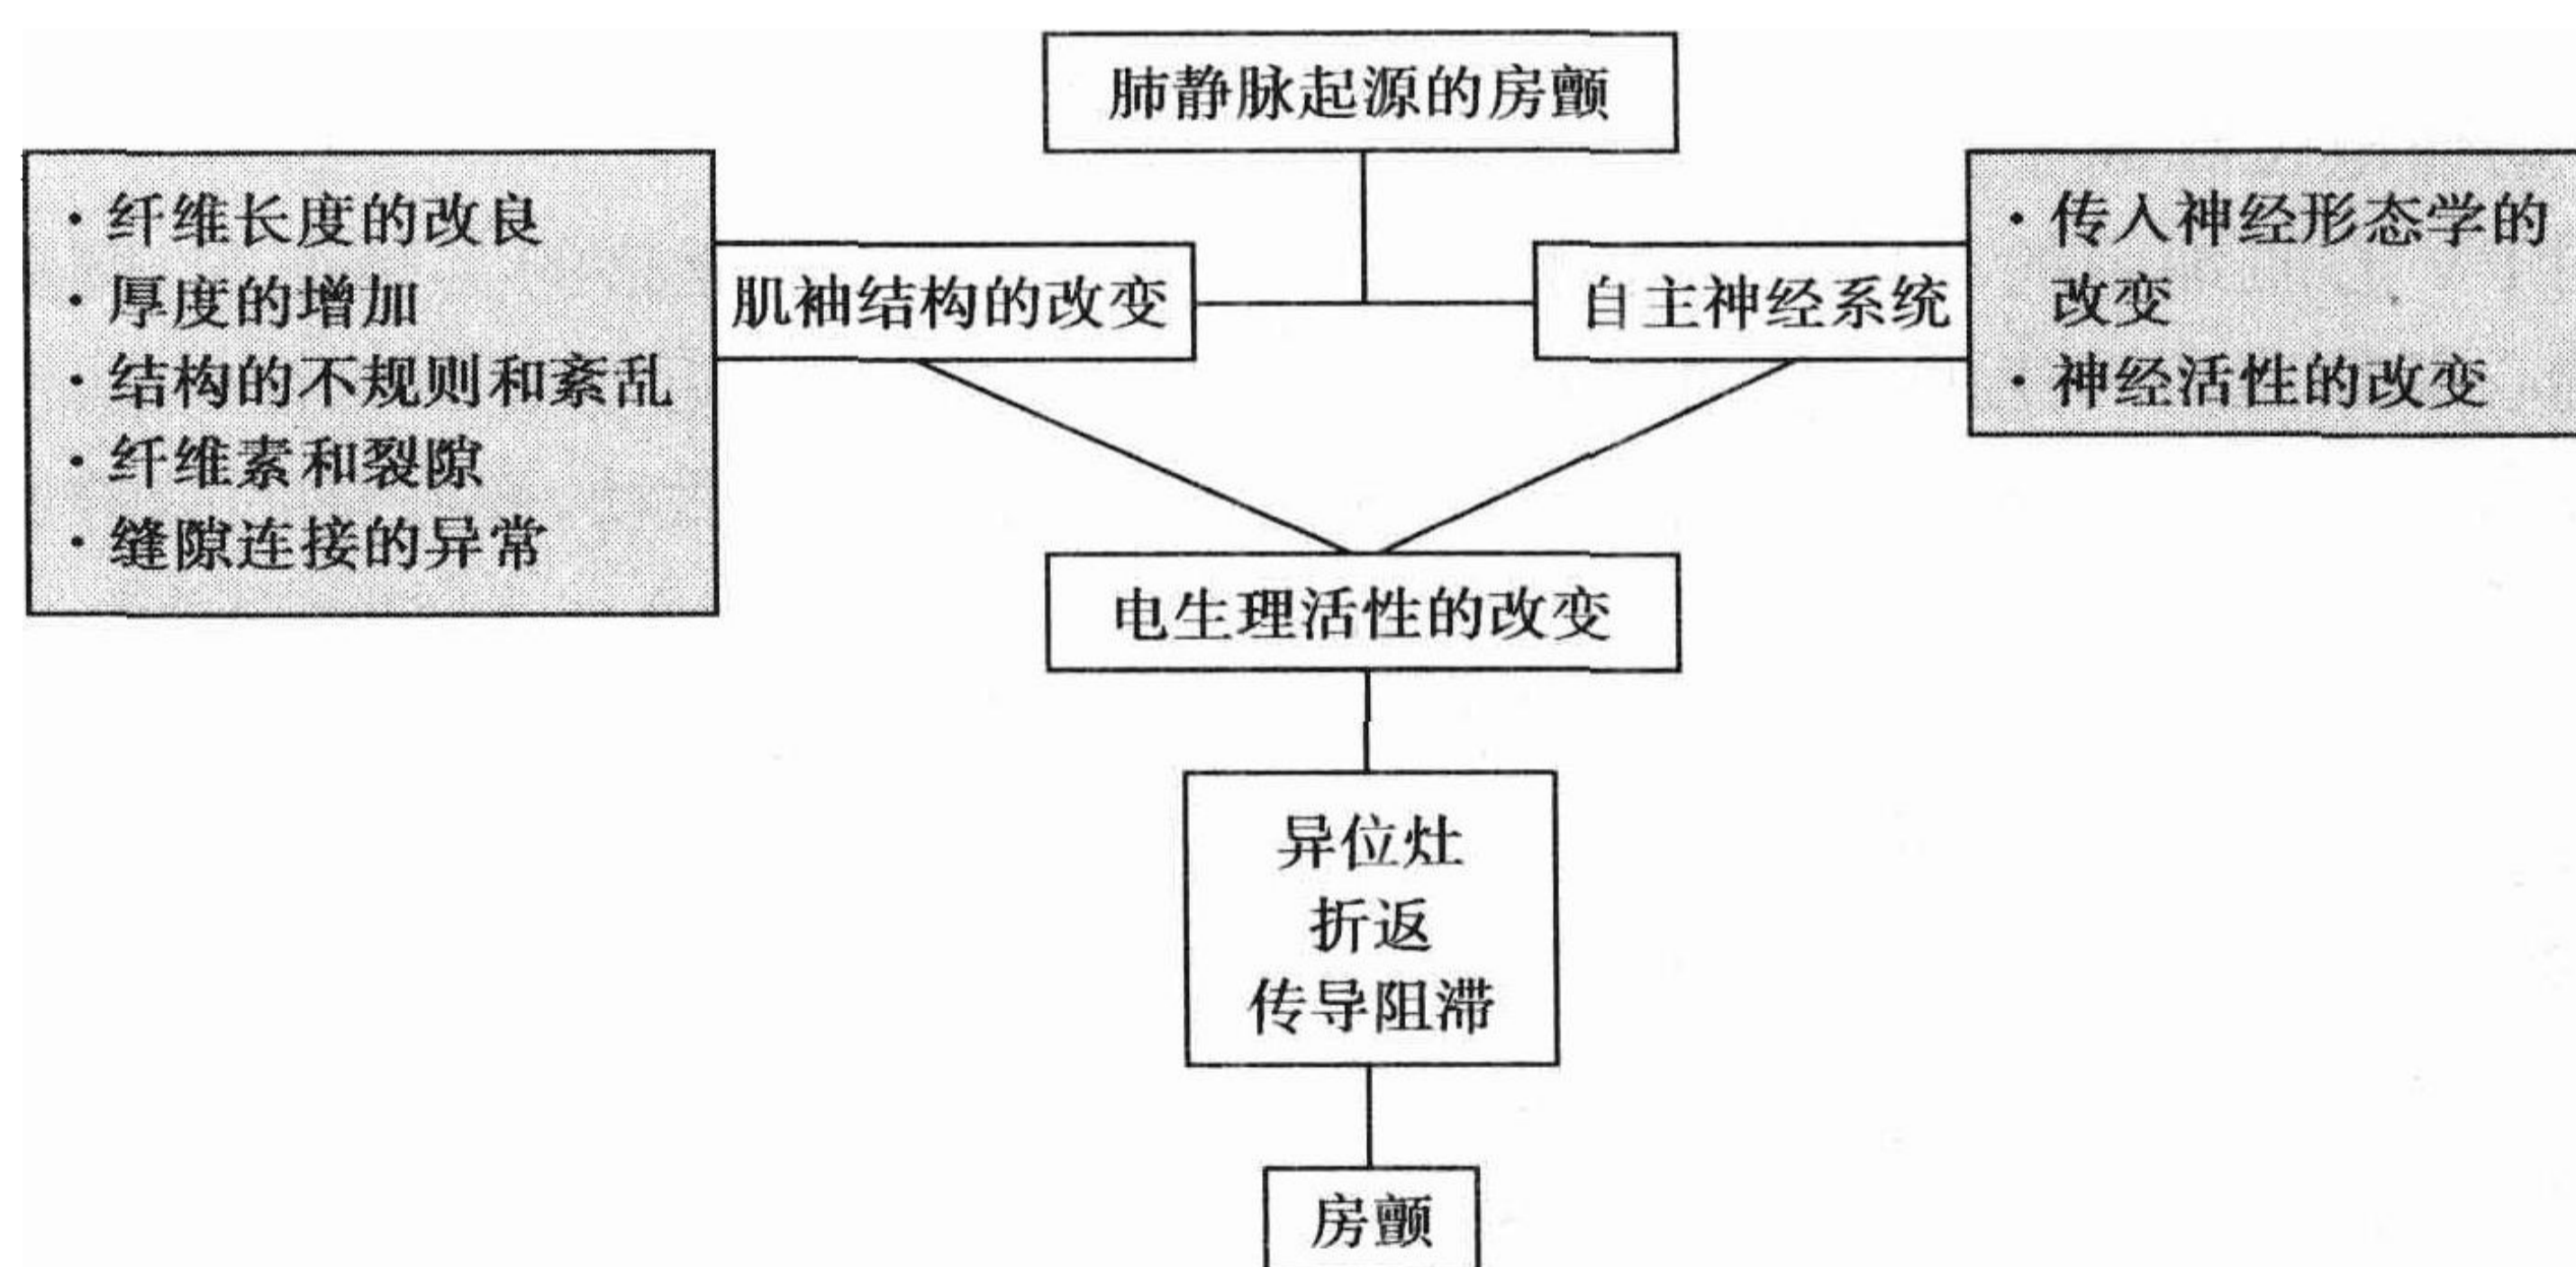 肺静脉起源的房颤
· 纤维长度的改良
· 厚度的增加
· 结构的不规则和紊乱
· 纤维素和裂隙
· 缝隙连接的异常
肌袖结构的改变
自主神经系统
· 传入神经形态学的
改变
· 神经活性的改变
电生理活性的改变
异位灶
折返
传导阻滞
房颤